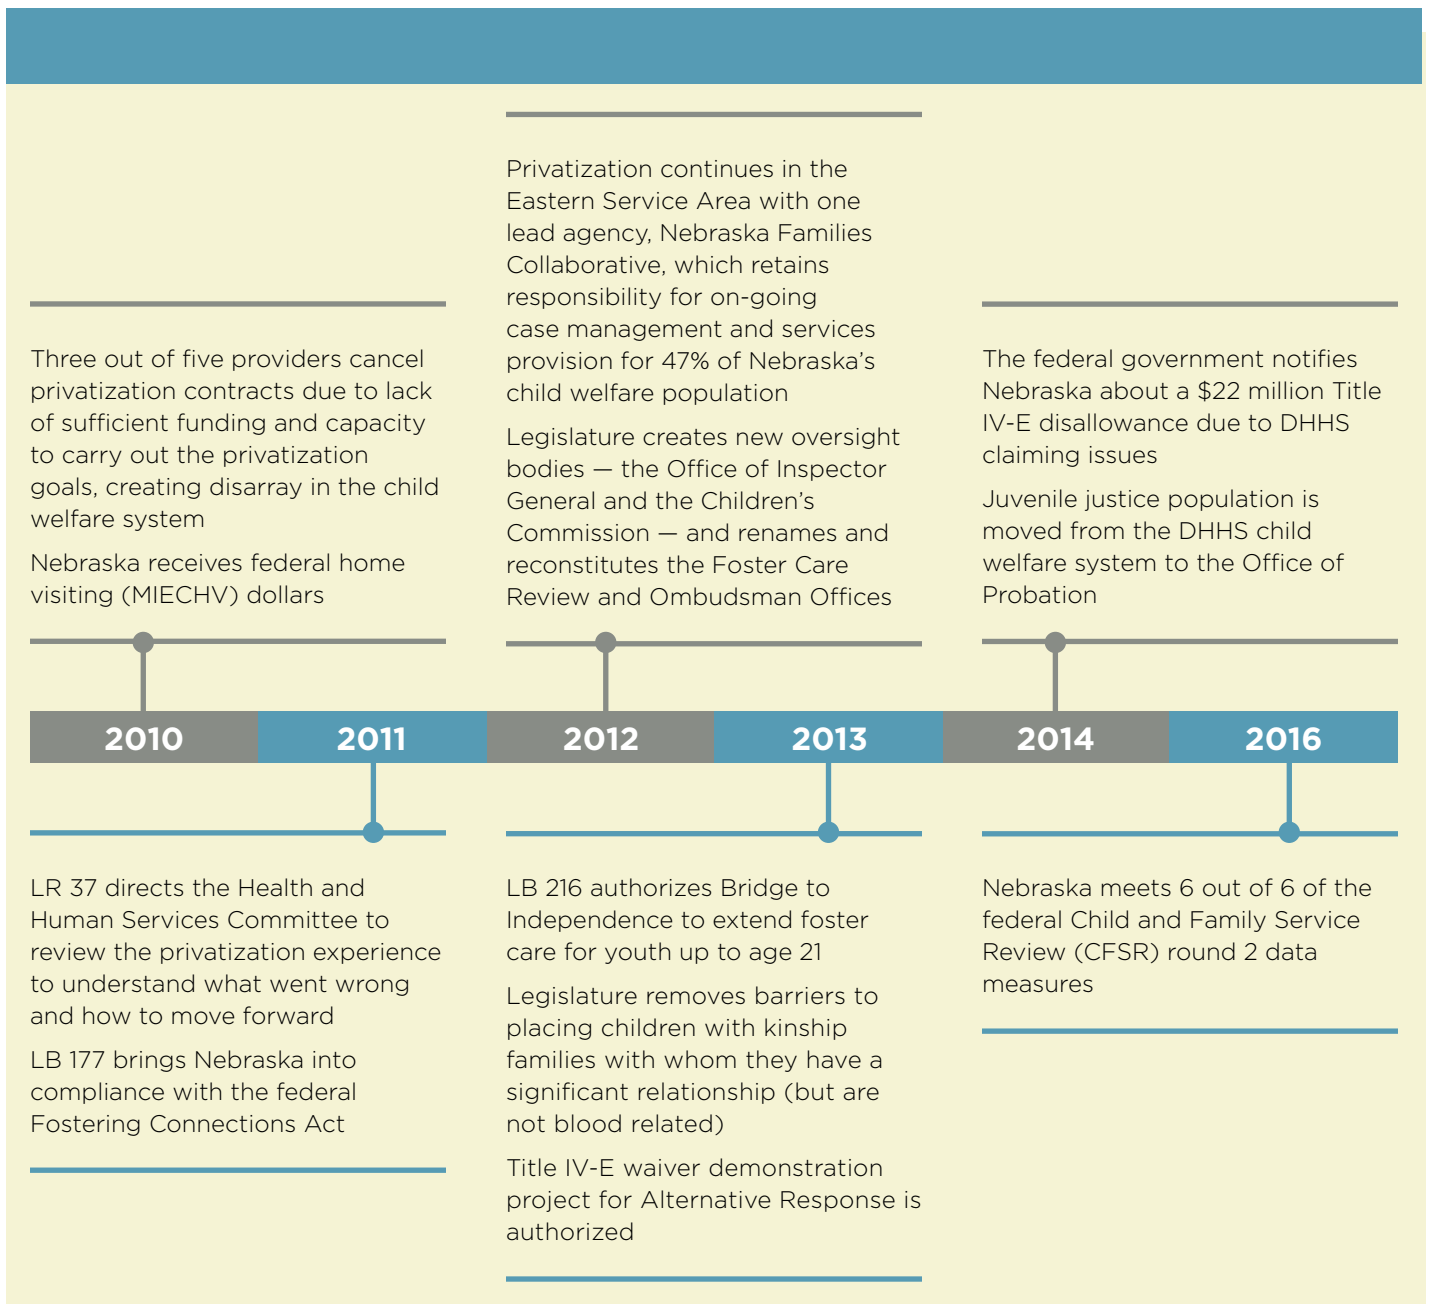 Three out of five providers cancel
privatization contracts due to lack
of sufficient funding and capacity
to carry out the privatization
goals, creating disarray in the child
welfare system
Nebraska receives federal home
visiting (MIECHV) dollars
Privatization continues in the
Eastern Service Area with one
lead agency, Nebraska Families
Collaborative, which retains
responsibility for on-going
case management and services
provision for 47% of Nebraska’s
child welfare population
Legislature creates new oversight
bodies — the Office of Inspector
General and the Children’s
Commission — and renames and
reconstitutes the Foster Care
Review and Ombudsman Offices
The federal government notifies
Nebraska about a $22 million Title
IV-E disallowance due to DHHS
claiming issues
Juvenile justice population is
moved from the DHHS child
welfare system to the Office of
Probation
2010 2011 2012 2013 2014 2016
LR 37 directs the Health and
Human Services Committee to
review the privatization experience
to understand what went wrong
and how to move forward
LB 177 brings Nebraska into
compliance with the federal
Fostering Connections Act
LB 216 authorizes Bridge to
Independence to extend foster
care for youth up to age 21
Legislature removes barriers to
placing children with kinship
families with whom they have a
significant relationship (but are
not blood related)
Title IV-E waiver demonstration
project for Alternative Response is
authorized
Nebraska meets 6 out of 6 of the
federal Child and Family Service
Review (CFSR) round 2 data
measures